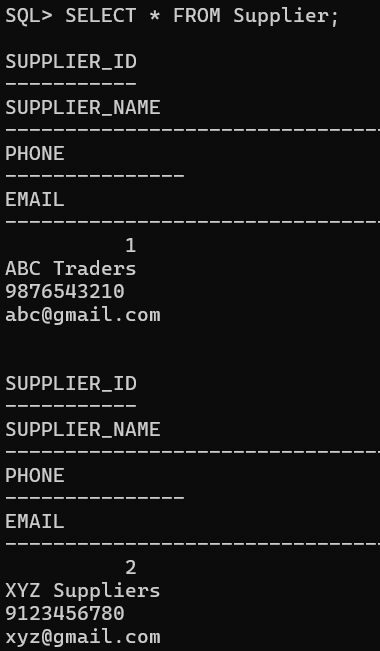 SQL> SELECT * FROM Supplier;
SUPPLIER_ID
-----------
SUPPLIER_NAME
--------------------------------------
PHONE
---------------
EMAIL
--------------------------------------
1
ABC Traders
9876543210
abc@gmail.com
SUPPLIER_ID
-----------
SUPPLIER_NAME
--------------------------------------
PHONE
---------------
EMAIL
--------------------------------------
2
XYZ Suppliers
9123456780
xyz@gmail.com